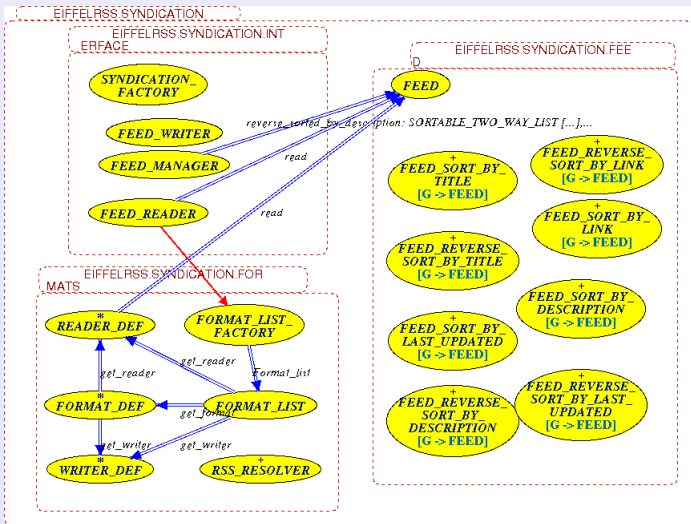 EIFFELRSS.SYNDICATION
EIFFELRSS.SYNDICATION.INT
ERFACE
SYNDICATION_
FACTORY
FEED_WRITER
FEED_MANAGER
FEED_READER
EIFFELRSS.SYNDICATION.FEE
D
FEED
reverse_sorted_by_description: SORTABLE_TWO_WAY_LIST [...],...
read
read
+
FEED_SORT_BY_
TITLE
[G -> FEED]
+
FEED_REVERSE_
SORT_BY_LINK
[G -> FEED]
+
FEED_SORT_BY_
LINK
[G -> FEED]
+
FEED_REVERSE_
SORT_BY_TITLE
[G -> FEED]
+
FEED_SORT_BY_
DESCRIPTION
[G -> FEED]
+
FEED_SORT_BY_
LAST_UPDATED
[G -> FEED]
+
FEED_REVERSE_
SORT_BY_LAST_
UPDATED
[G -> FEED]
+
FEED_REVERSE_
SORT_BY_
DESCRIPTION
[G -> FEED]
EIFFELRSS.SYNDICATION.FOR
MATS
*
READER_DEF
FORMAT_LIST_
FACTORY
get_reader
Format_list
get_reader
*
FORMAT_DEF
get_format
FORMAT_LIST
get_writer
get_writer
*
WRITER_DEF
+
RSS_RESOLVER